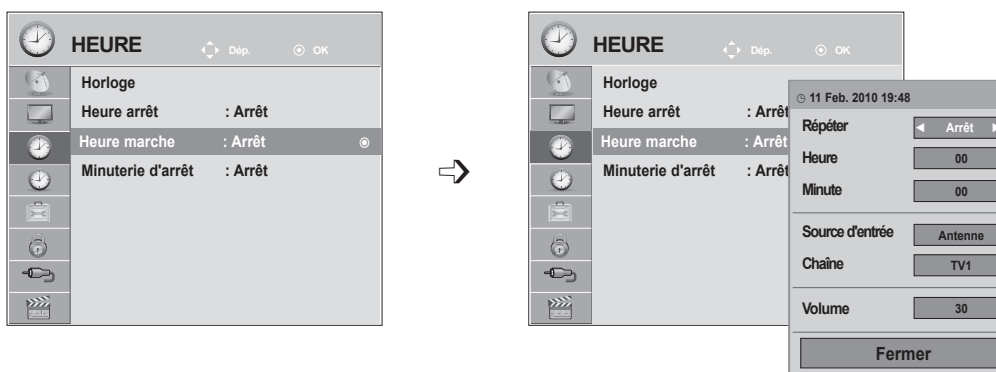 HEURE Dép. OK
Horloge
Heure arrêt : Arrêt
Heure marche : Arrêt
Minuterie d'arrêt : Arrêt
HEURE Dép. OK
Horloge
Heure arrêt : Arrêt
Heure marche : Arrêt
Minuterie d'arrêt : Arrêt
11 Feb. 2010 19:48
Répéter Arrêt
Heure 00
Minute 00
Source d'entrée Antenne
Chaîne TV1
Volume 30
Fermer